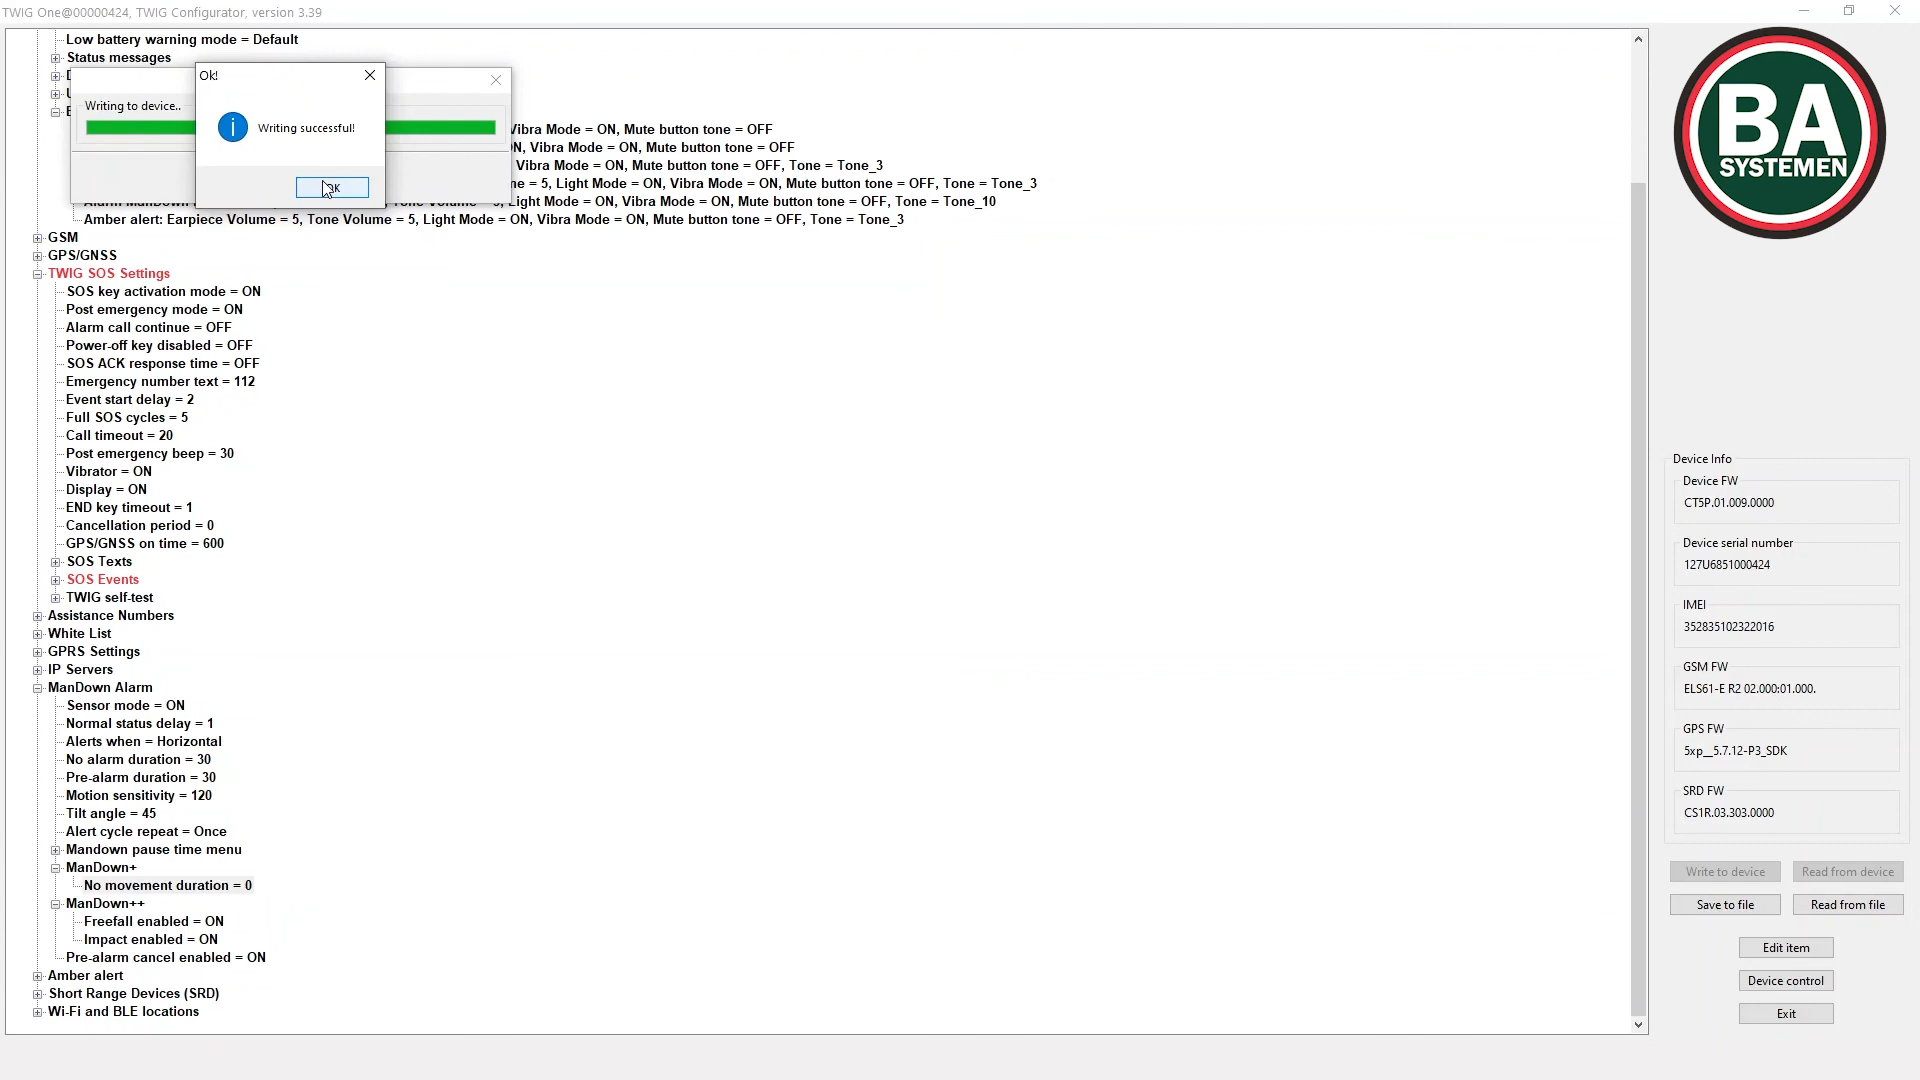 TWIG One@00000424, TWIG Configurator, version 3.39
Low battery warning mode = Default
Status messages
Ok!
Writing to device..
Writing successful!
OK
Vibra Mode = ON, Mute button tone = OFF
ON, Vibra Mode = ON, Mute button tone = OFF
Vibra Mode = ON, Mute button tone = OFF, Tone = Tone_3
= 5, Light Mode = ON, Vibra Mode = ON, Mute button tone = OFF, Tone = Tone_3
Light Mode = ON, Vibra Mode = ON, Mute button tone = OFF, Tone = Tone_10
Amber alert: Earpiece Volume = 5, Tone Volume = 5, Light Mode = ON, Vibra Mode = ON, Mute button tone = OFF, Tone = Tone_3
GSM
GPS/GNSS
TWIG SOS Settings
SOS key activation mode = ON
Post emergency mode = ON
Alarm call continue = OFF
Power-off key disabled = OFF
SOS ACK response time = OFF
Emergency number text = 112
Event start delay = 2
Full SOS cycles = 5
Call timeout = 20
Post emergency beep = 30
Vibrator = ON
Display = ON
END key timeout = 1
Cancellation period = 0
GPS/GNSS on time = 600
SOS Texts
SOS Events
TWIG self-test
Assistance Numbers
White List
GPRS Settings
IP Servers
ManDown Alarm
Sensor mode = ON
Normal status delay = 1
Alerts when = Horizontal
No alarm duration = 30
Pre-alarm duration = 30
Motion sensitivity = 120
Tilt angle = 45
Alert cycle repeat = Once
Mandown pause time menu
ManDown+
No movement duration = 0
ManDown++
Freefall enabled = ON
Impact enabled = ON
Pre-alarm cancel enabled = ON
Amber alert
Short Range Devices (SRD)
Wi-Fi and BLE locations
BA
SYSTEMEN
Device Info
Device FW
CT5P.01.009.0000
Device serial number
127U6851000424
IMEI
352835102322016
GSM FW
ELS61-E R2 02.000:01.000.
GPS FW
5xp__5.7.12-P3_SDK
SRD FW
CS1R.03.303.0000
Write to device Read from device
Save to file Read from file
Edit item
Device control
Exit